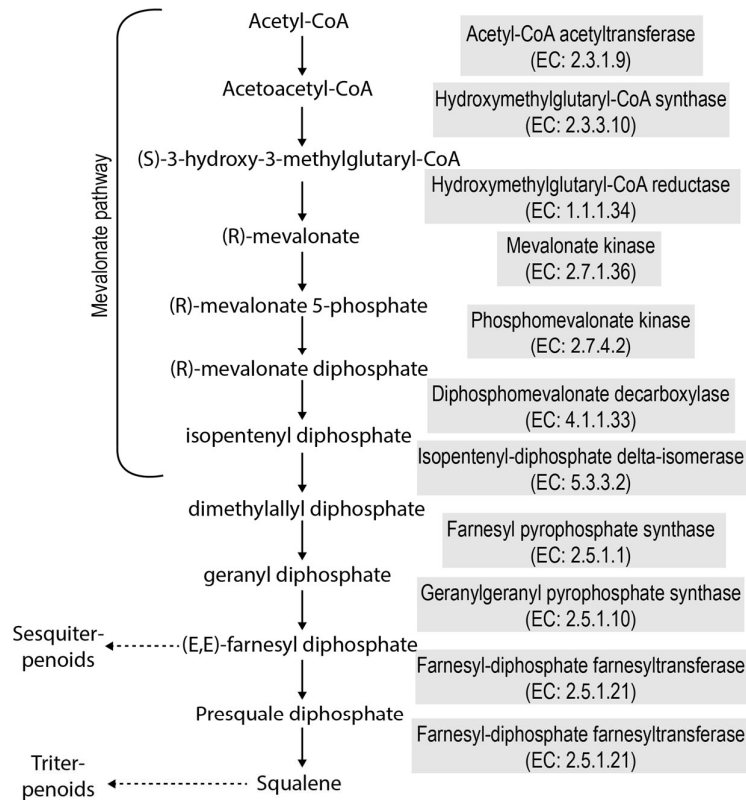 Acetyl-CoA
Acetyl-CoA acetyltransferase
(EC: 2.3.1.9)
Acetoacetyl-CoA
Hydroxymethylglutaryl-CoA synthase
(EC: 2.3.3.10)
(S)-3-hydroxy-3-methylglutaryl-CoA
Hydroxymethylglutaryl-CoA reductase
(EC: 1.1.1.34)
Mevalonate pathway
(R)-mevalonate
Mevalonate kinase
(EC: 2.7.1.36)
(R)-mevalonate 5-phosphate
Phosphomevalonate kinase
(EC: 2.7.4.2)
(R)-mevalonate diphosphate
Diphosphomevalonate decarboxylase
(EC: 4.1.1.33)
isopentenyl diphosphate
Isopentenyl-diphosphate delta-isomerase
(EC: 5.3.3.2)
dimethylallyl diphosphate
Farnesyl pyrophosphate synthase
(EC: 2.5.1.1)
geranyl diphosphate
Geranylgeranyl pyrophosphate synthase
(EC: 2.5.1.10)
Sesquiter-
penoids
(E,E)-farnesyl diphosphate
Farnesyl-diphosphate farnesyltransferase
(EC: 2.5.1.21)
Presquale diphosphate
Farnesyl-diphosphate farnesyltransferase
(EC: 2.5.1.21)
Triter-
penoids
Squalene